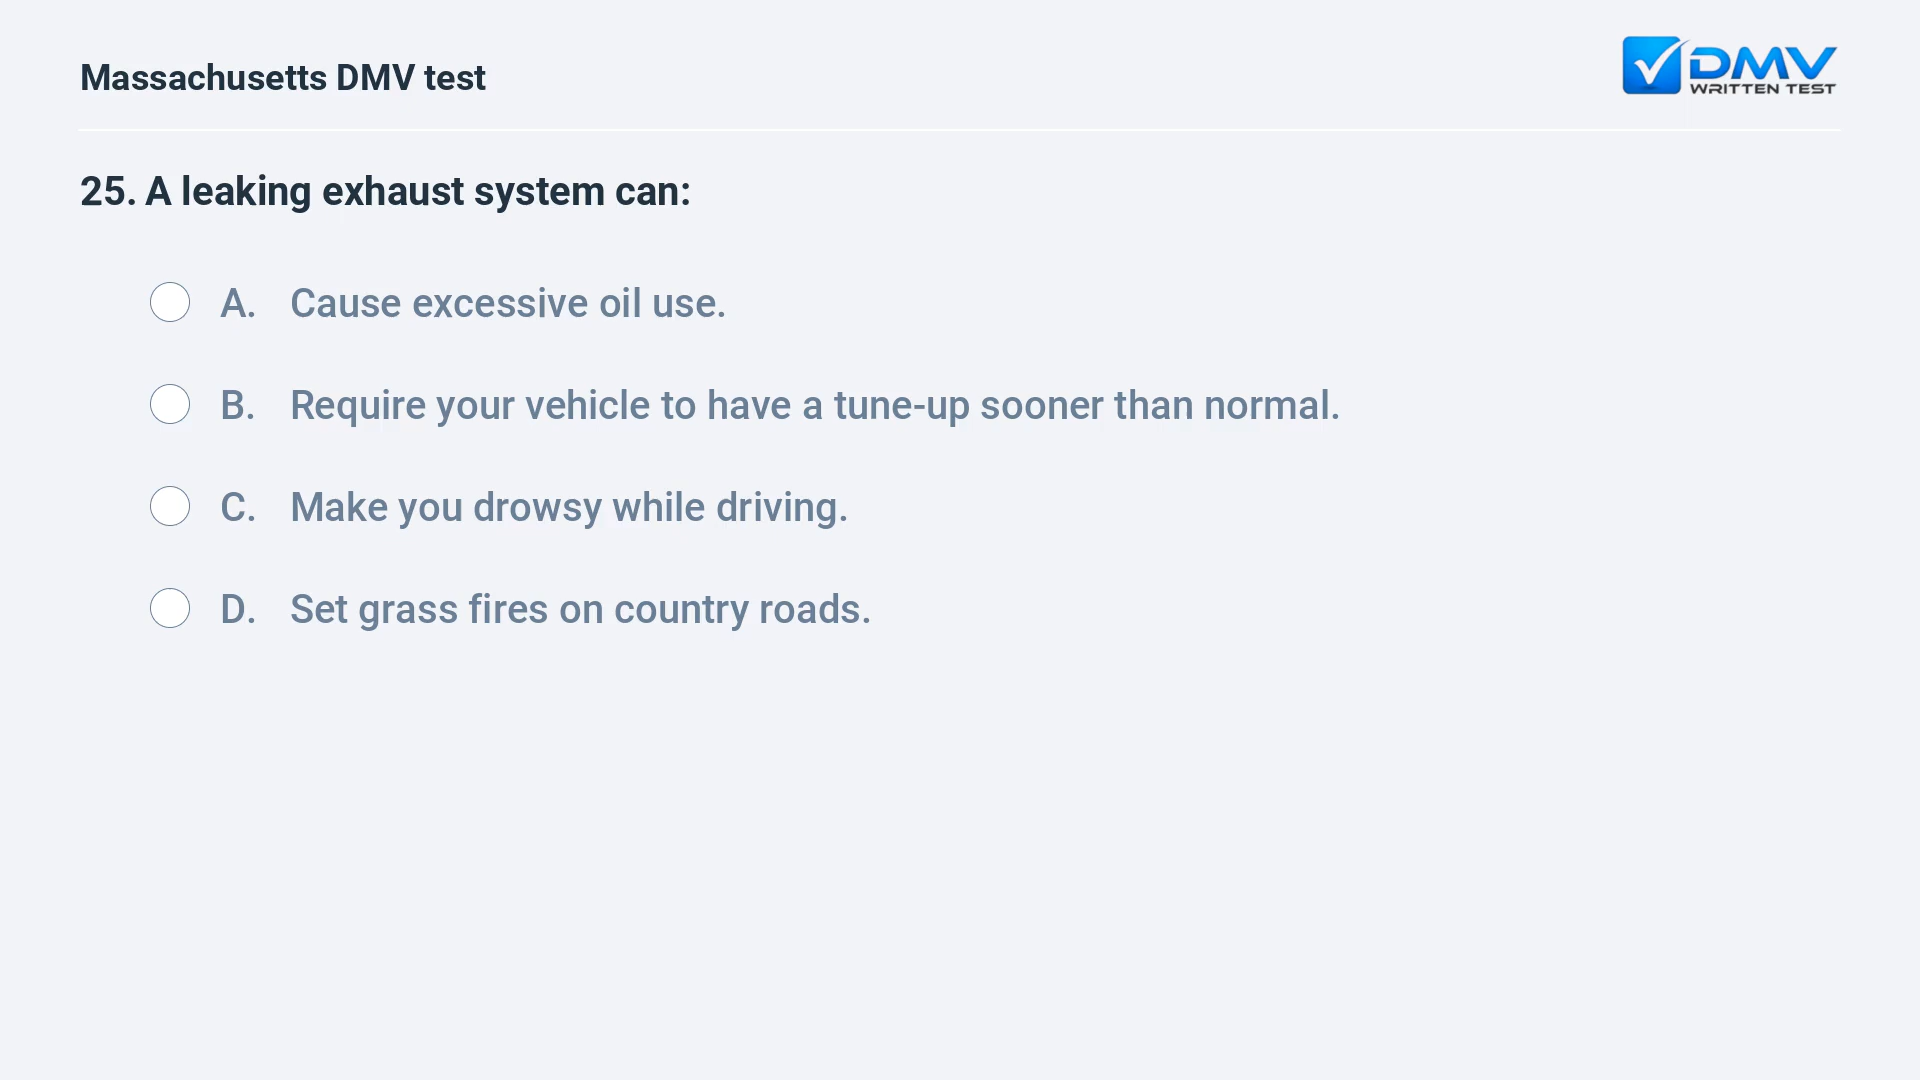 Massachusetts DMV test
DMV
WRITTEN TEST
25. A leaking exhaust system can:
A. Cause excessive oil use.
B. Require your vehicle to have a tune-up sooner than normal.
C. Make you drowsy while driving.
D. Set grass fires on country roads.